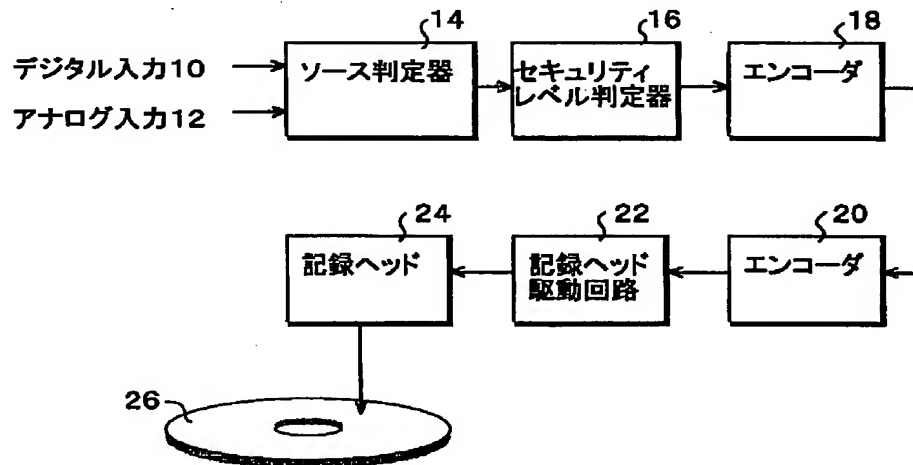 14
16
18
デジタル入力10
アナログ入力12
ソース判定器
セキュリティ
レベル判定器
エンコーダ
24
22
20
記録ヘッド
記録ヘッド
駆動回路
エンコーダ
26